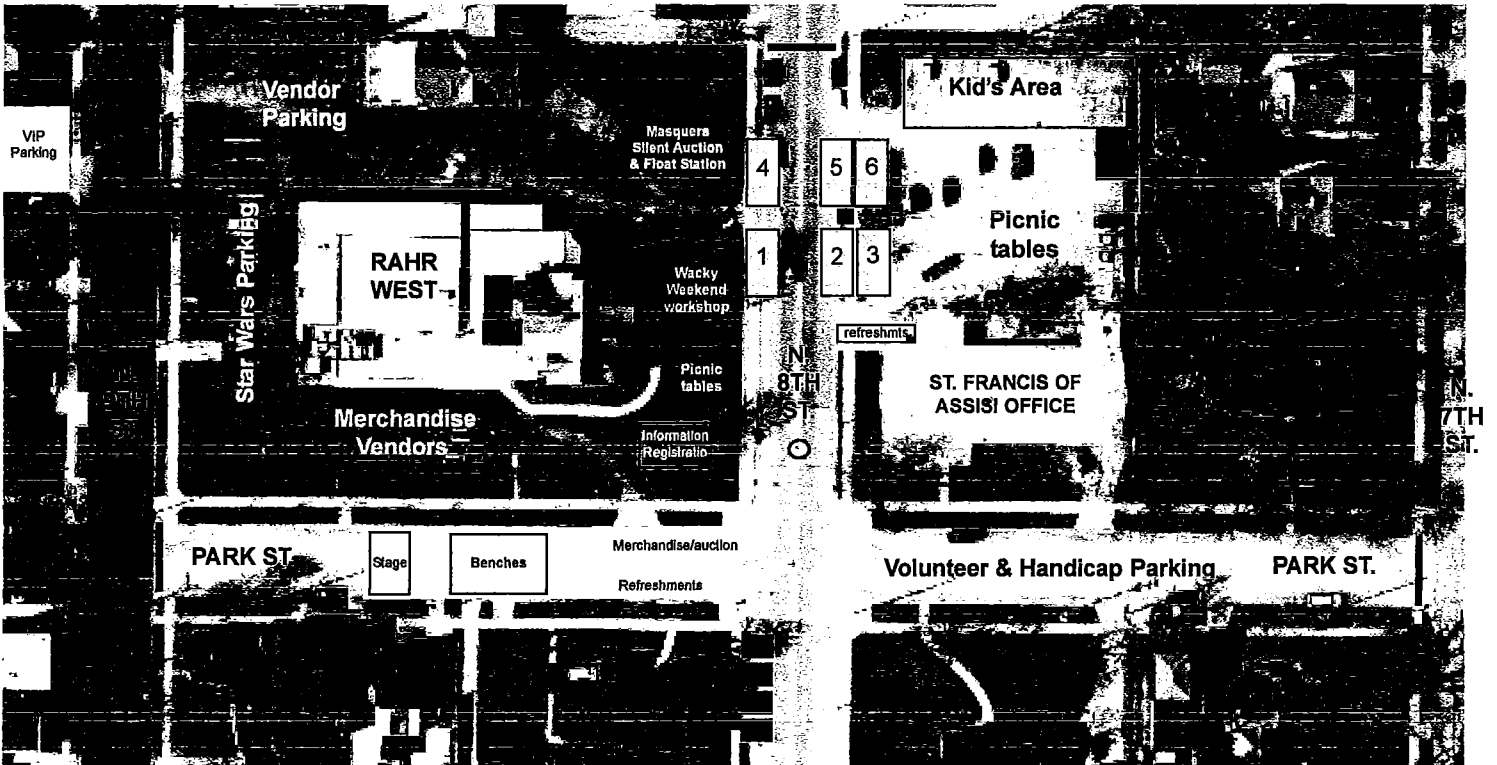 Vendor
Parking
Kid's Area
VIP
Parking
Masquera
Silent Auction
& Float Station
4
5
6
Star Wars Parking
RAHR
WEST
Picnic
tables
1
2
3
Wacky
Weekend
workshop
refreshmts
N.
8TH
ST.
Picnic
tables
ST. FRANCIS OF
ASSISI OFFICE
N.
9TH
ST.
N.
7TH
ST.
Merchandise
Vendors
Information
Registratio
PARK ST.
Stage
Benches
Merchandise/auction
Refreshments
Volunteer & Handicap Parking
PARK ST.